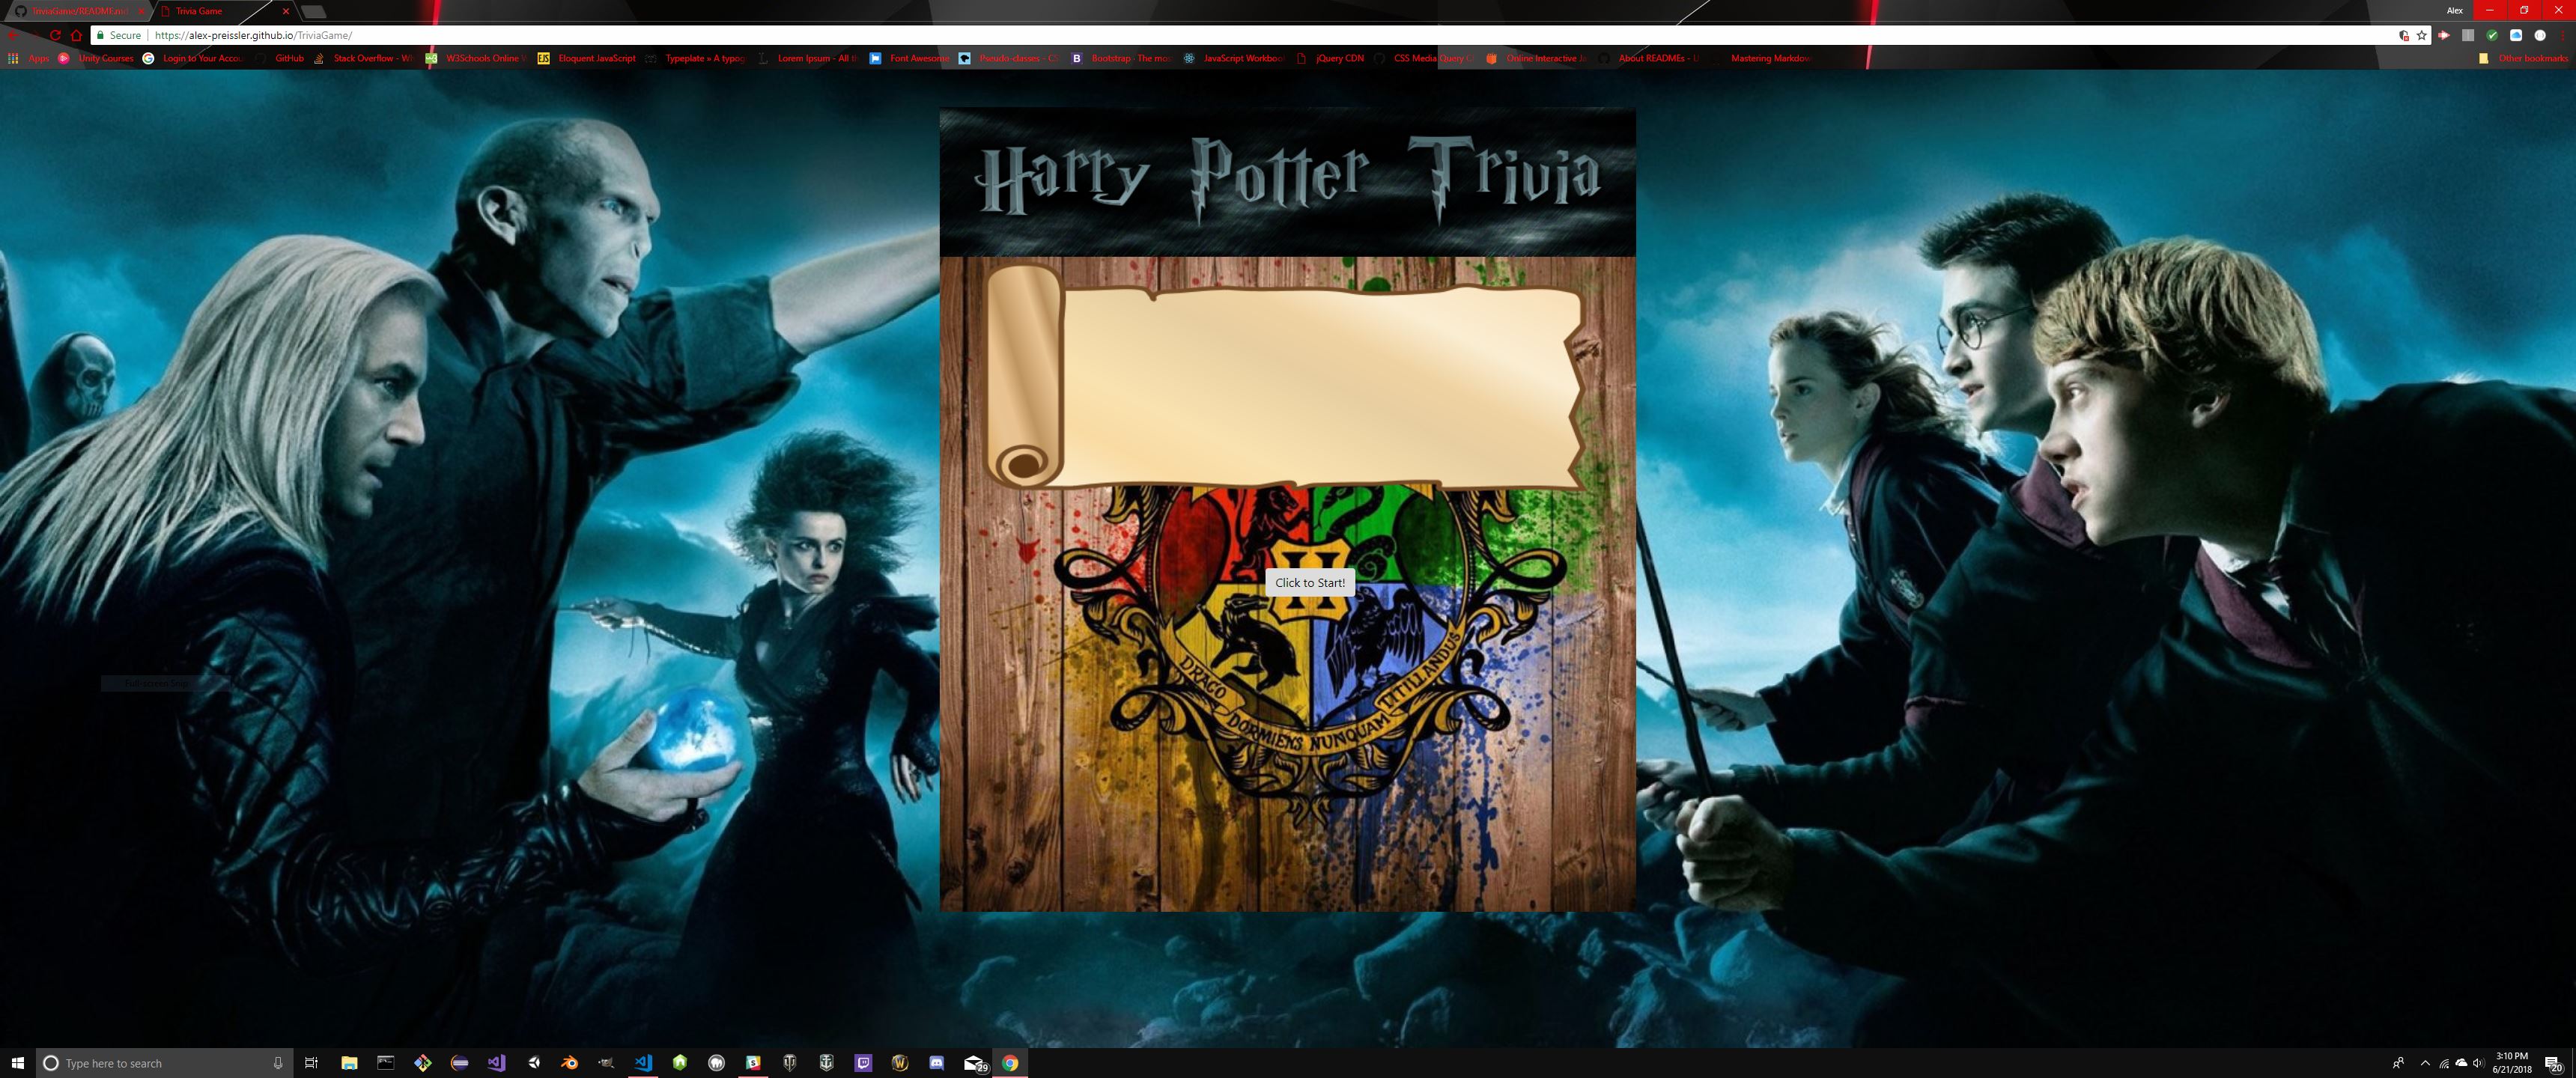 TriviaGame/README.md
Trivia Game
Alex
Secure
https://alex-preissler.github.io/TriviaGame/
Apps
Unity Courses
Login to Your Accou
GitHub
Stack Overflow - W
W3Schools Online
Eloquent JavaScript
Typeplate » A typog
Lorem Ipsum - All th
Font Awesome
Pseudo-classes - CS
Bootstrap · The mos
JavaScript Workboo
jQuery CDN
CSS Media Query
Online Interactive Ja
About READMEs -
Mastering Markdow
Other bookmarks
Harry Potter Trivia
Click to Start!
DRACO
DORMIENS NUNQUAM
TITILLANDUS
Type here to search
29
3:10 PM
6/21/2018
20